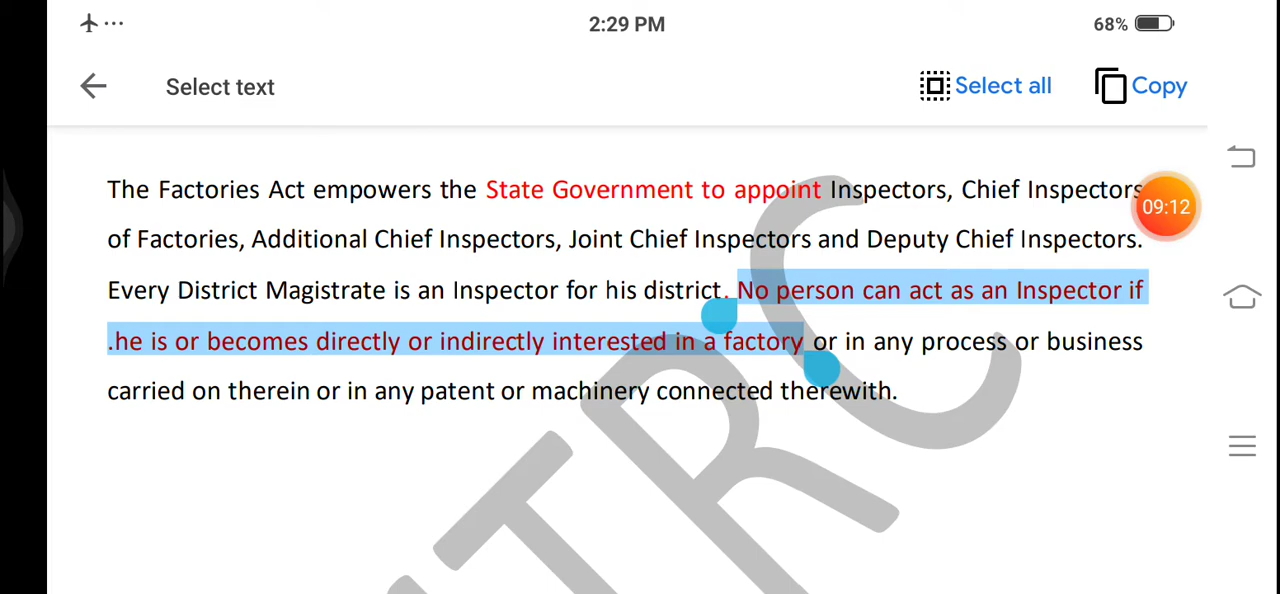 2:29 PM
68%
Select text
Select all
Copy
The Factories Act empowers the State Government to appoint Inspectors, Chief Inspectors
09:12
of Factories, Additional Chief Inspectors, Joint Chief Inspectors and Deputy Chief Inspectors.
Every District Magistrate is an Inspector for his district. No person can act as an Inspector if
.he is or becomes directly or indirectly interested in a factory or in any process or business
carried on therein or in any patent or machinery connected therewith.